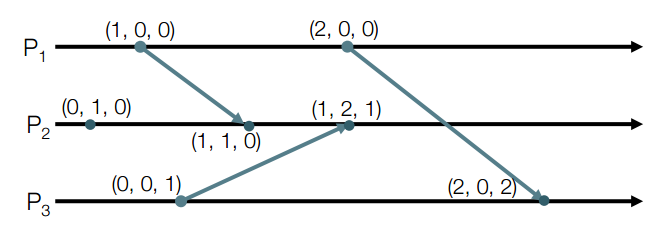 (1, 0, 0) (2, 0, 0)
P1
(0, 1, 0)
P2
(1, 1, 0) (1, 2, 1)
(0, 0, 1) (2, 0, 2)
P3